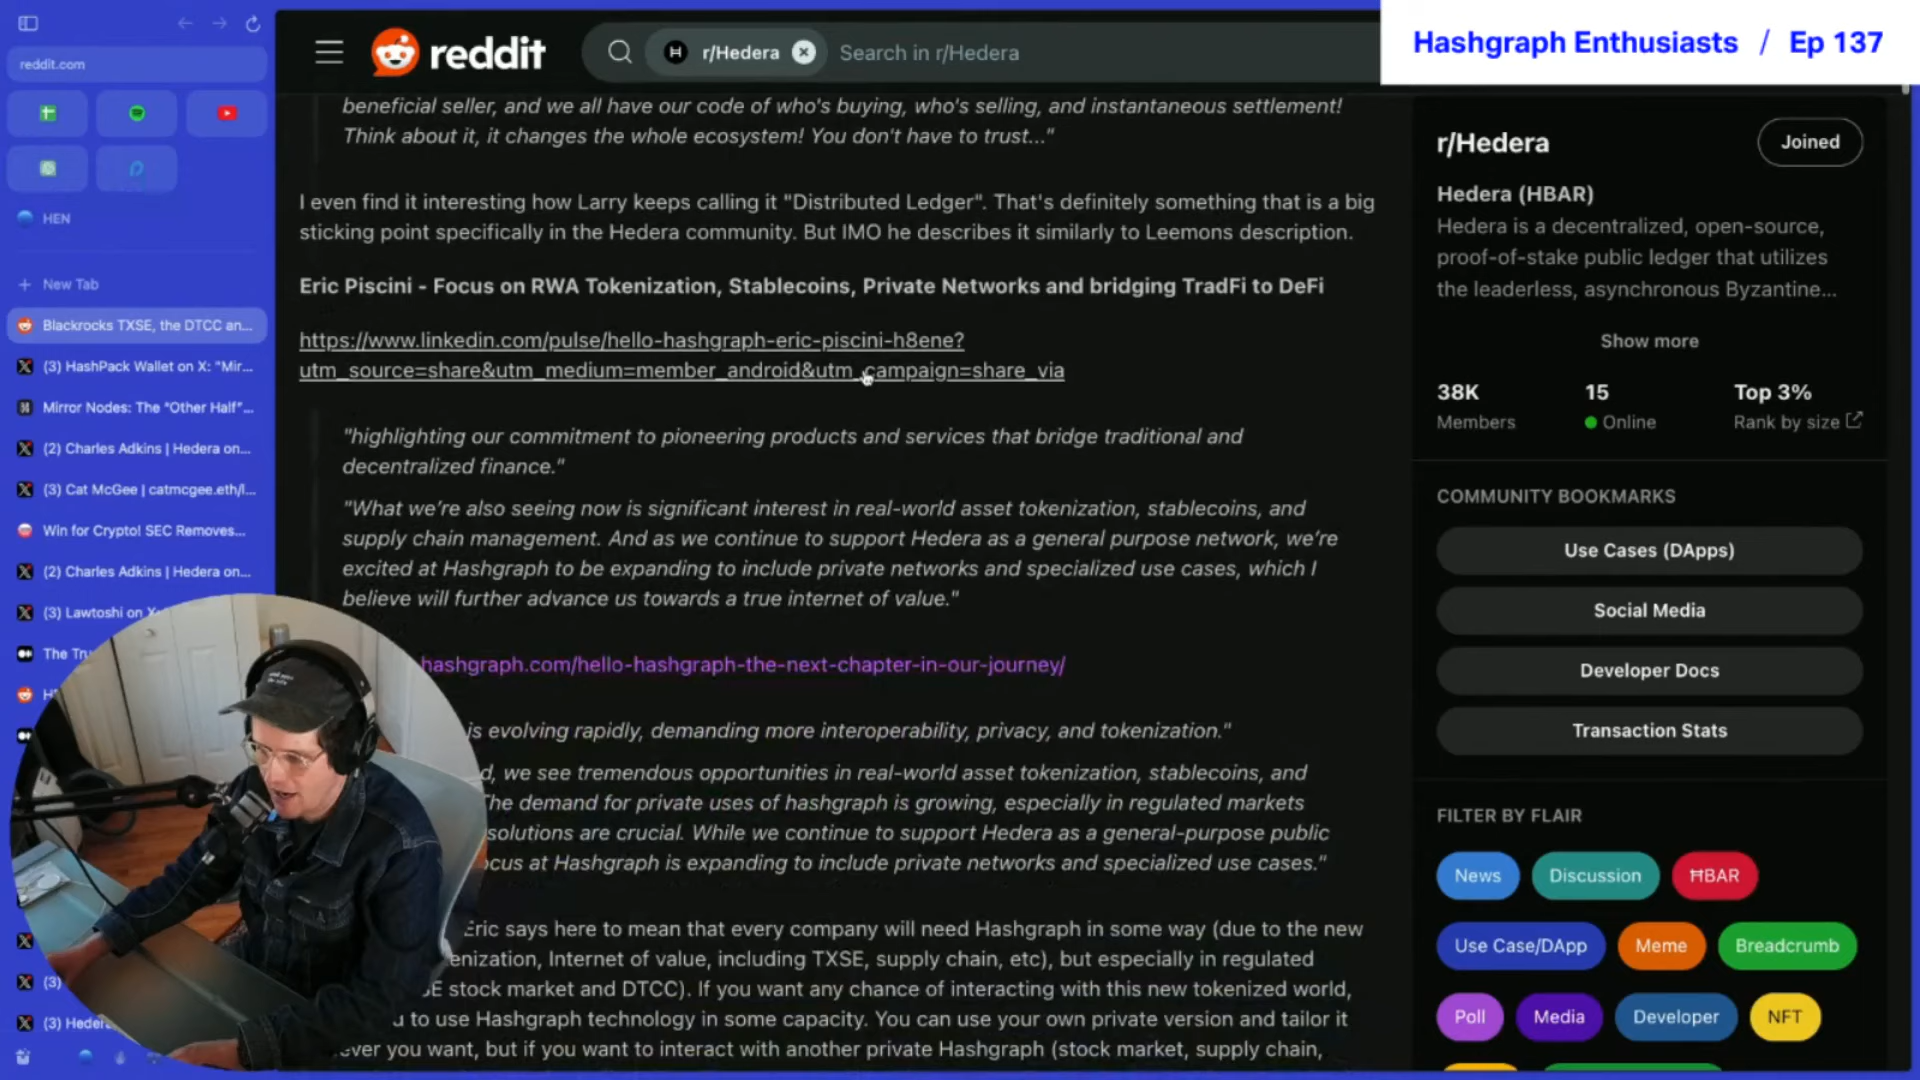 reddit.com
HEN
New Tab
Blackrocks TXSE, the DTCC an...
(3) HashPack Wallet on X: "Mir...
Mirror Nodes: The "Other Half"...
(2) Charles Adkins | Hedera on...
(3) Cat McGee | catmcgee.eth/l...
Win for Crypto! SEC Removes...
(2) Charles Adkins | Hedera on...
(3) Lawtoshi on X
The Tru
(3)
(3) Hedera
reddit
r/Hedera
Search in r/Hedera
Hashgraph Enthusiasts / Ep 137
beneficial seller, and we all have our code of who's buying, who's selling, and instantaneous settlement!
Think about it, it changes the whole ecosystem! You don't have to trust..."
I even find it interesting how Larry keeps calling it "Distributed Ledger". That's definitely something that is a big
sticking point specifically in the Hedera community. But IMO he describes it similarly to Leemons description.
Eric Piscini - Focus on RWA Tokenization, Stablecoins, Private Networks and bridging TradFi to DeFi
https://www.linkedin.com/pulse/hello-hashgraph-eric-piscini-h8ene?
utm_source=share&utm_medium=member_android&utm_campaign=share_via
"highlighting our commitment to pioneering products and services that bridge traditional and
decentralized finance."
"What we're also seeing now is significant interest in real-world asset tokenization, stablecoins, and
supply chain management. And as we continue to support Hedera as a general purpose network, we're
excited at Hashgraph to be expanding to include private networks and specialized use cases, which I
believe will further advance us towards a true internet of value."
hashgraph.com/hello-hashgraph-the-next-chapter-in-our-journey/
is evolving rapidly, demanding more interoperability, privacy, and tokenization."
d, we see tremendous opportunities in real-world asset tokenization, stablecoins, and
The demand for private uses of hashgraph is growing, especially in regulated markets
solutions are crucial. While we continue to support Hedera as a general-purpose public
ocus at Hashgraph is expanding to include private networks and specialized use cases."
Eric says here to mean that every company will need Hashgraph in some way (due to the new
enization, Internet of value, including TXSE, supply chain, etc), but especially in regulated
SE stock market and DTCC). If you want any chance of interacting with this new tokenized world,
d to use Hashgraph technology in some capacity. You can use your own private version and tailor it
ever you want, but if you want to interact with another private Hashgraph (stock market, supply chain,
r/Hedera
Joined
Hedera (HBAR)
Hedera is a decentralized, open-source,
proof-of-stake public ledger that utilizes
the leaderless, asynchronous Byzantine...
Show more
38K 15 Top 3%
Members Online Rank by size
COMMUNITY BOOKMARKS
Use Cases (DApps)
Social Media
Developer Docs
Transaction Stats
FILTER BY FLAIR
News Discussion ĦBAR
Use Case/DApp Meme Breadcrumb
Poll Media Developer NFT